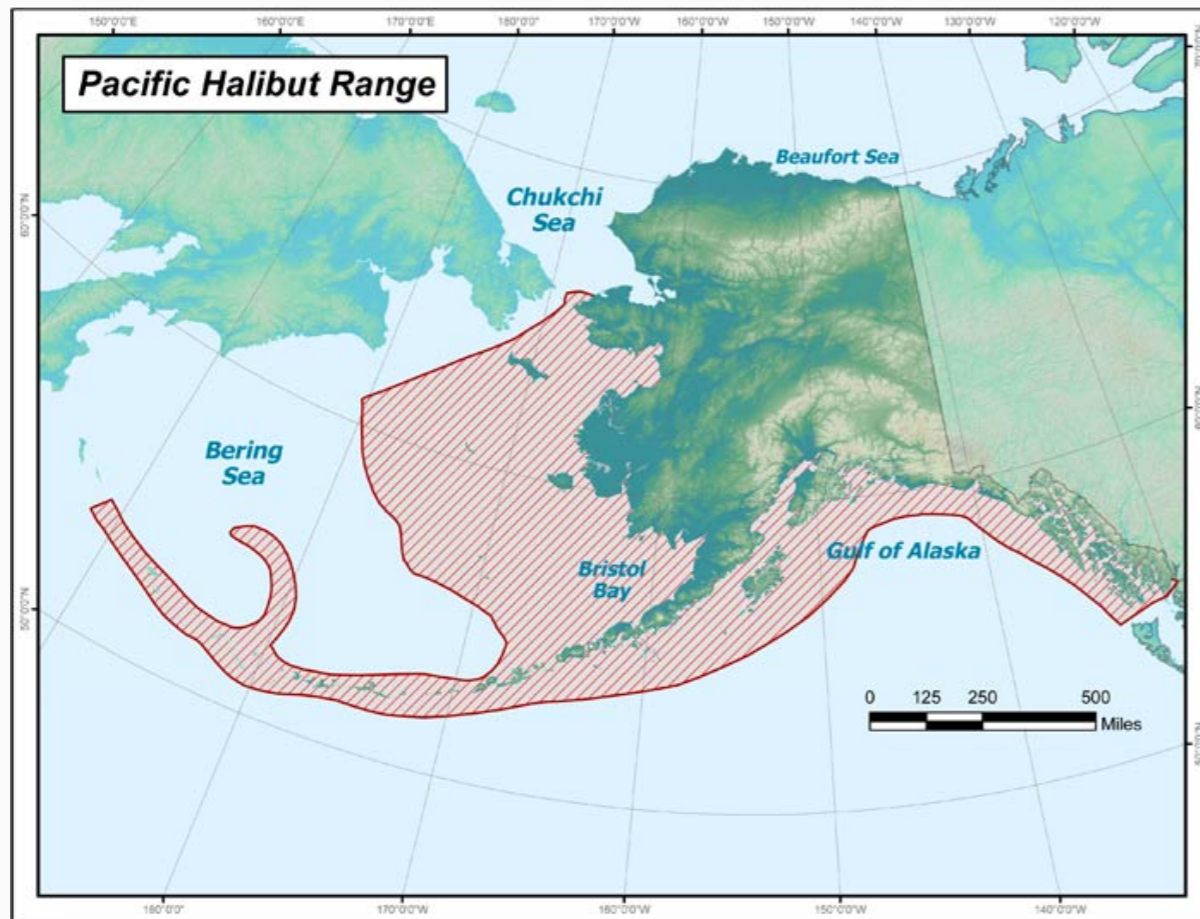 150°0'0"E 160°0'0"E 170°0'0"E 180°0'0" 170°0'0"W 160°0'0"W 150°0'0"W 140°0'0"W 130°0'0"W 120°0'0"W
Pacific Halibut Range
Beaufort Sea
Chukchi
Sea
60°0'0"N
Bering
Sea
Gulf of Alaska
Bristol
Bay
50°0'0"N
0 125 250 500
Miles
180°0'0" 170°0'0"W 160°0'0"W 150°0'0"W 140°0'0"W